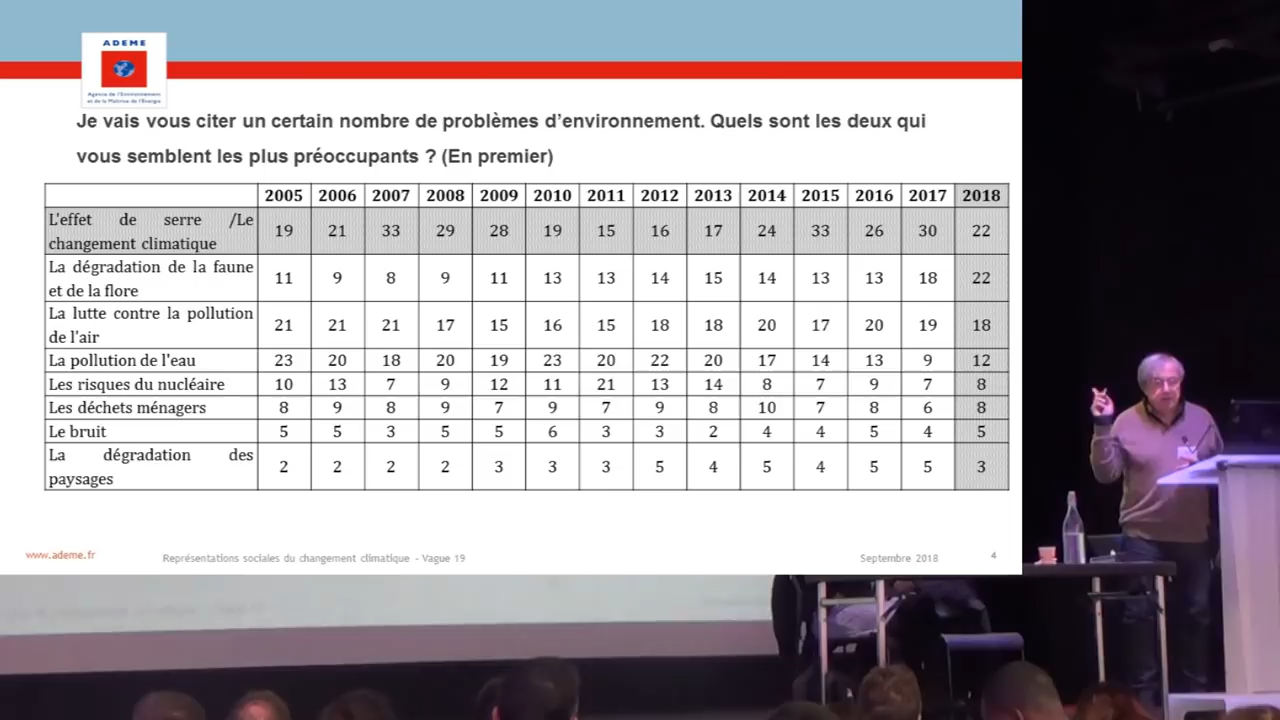 ADEME
Agence de l'Environnement
et de la Maîtrise de l'Energie
Je vais vous citer un certain nombre de problèmes d'environnement. Quels sont les deux qui
vous semblent les plus préoccupants ? (En premier)
2005 2006 2007 2008 2009 2010 2011 2012 2013 2014 2015 2016 2017 2018
L'effet de serre /Le
changement climatique 19 21 33 29 28 19 15 16 17 24 33 26 30 22
La dégradation de la faune
et de la flore 11 9 8 9 11 13 13 14 15 14 13 13 18 22
La lutte contre la pollution
de l'air 21 21 21 17 15 16 15 18 18 20 17 20 19 18
La pollution de l'eau 23 20 18 20 19 23 20 22 20 17 14 13 9 12
Les risques du nucléaire 10 13 7 9 12 11 21 13 14 8 7 9 7 8
Les déchets ménagers 8 9 8 9 7 9 7 9 8 10 7 8 6 8
Le bruit 5 5 3 5 5 6 3 3 2 4 4 5 4 5
La dégradation des
paysages 2 2 2 2 3 3 3 5 4 5 4 5 5 3
www.ademe.fr Représentations sociales du changement climatique - Vague 19 Septembre 2018 4